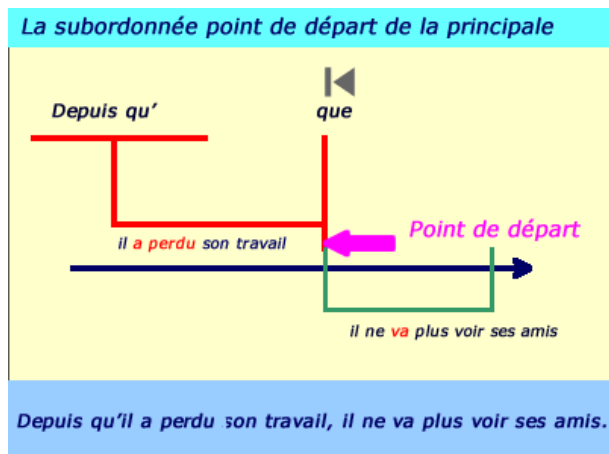 La subordonnée point de départ de la principale
Depuis qu'
que
Point de départ
il a perdu son travail
il ne va plus voir ses amis
Depuis qu'il a perdu son travail, il ne va plus voir ses amis.